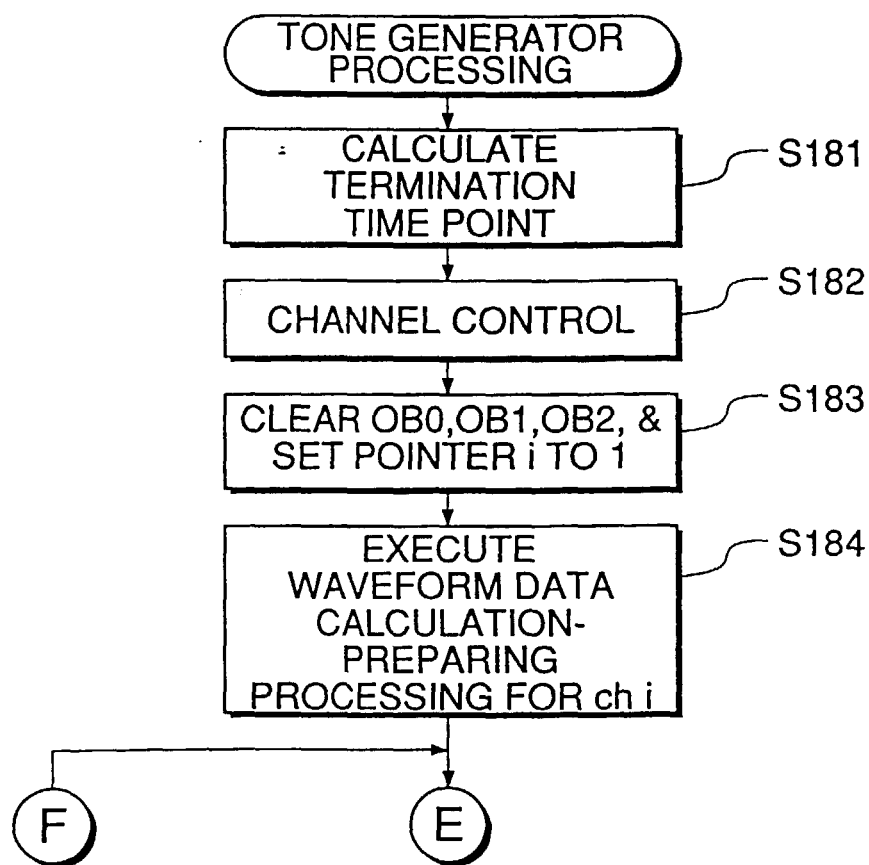 TONE GENERATOR
PROCESSING
CALCULATE
TERMINATION
TIME POINT
S181
CHANNEL CONTROL
S182
CLEAR OB0,OB1,OB2, &
SET POINTER i TO 1
S183
EXECUTE
WAVEFORM DATA
CALCULATION-
PREPARING
PROCESSING FOR ch i
S184
F
E